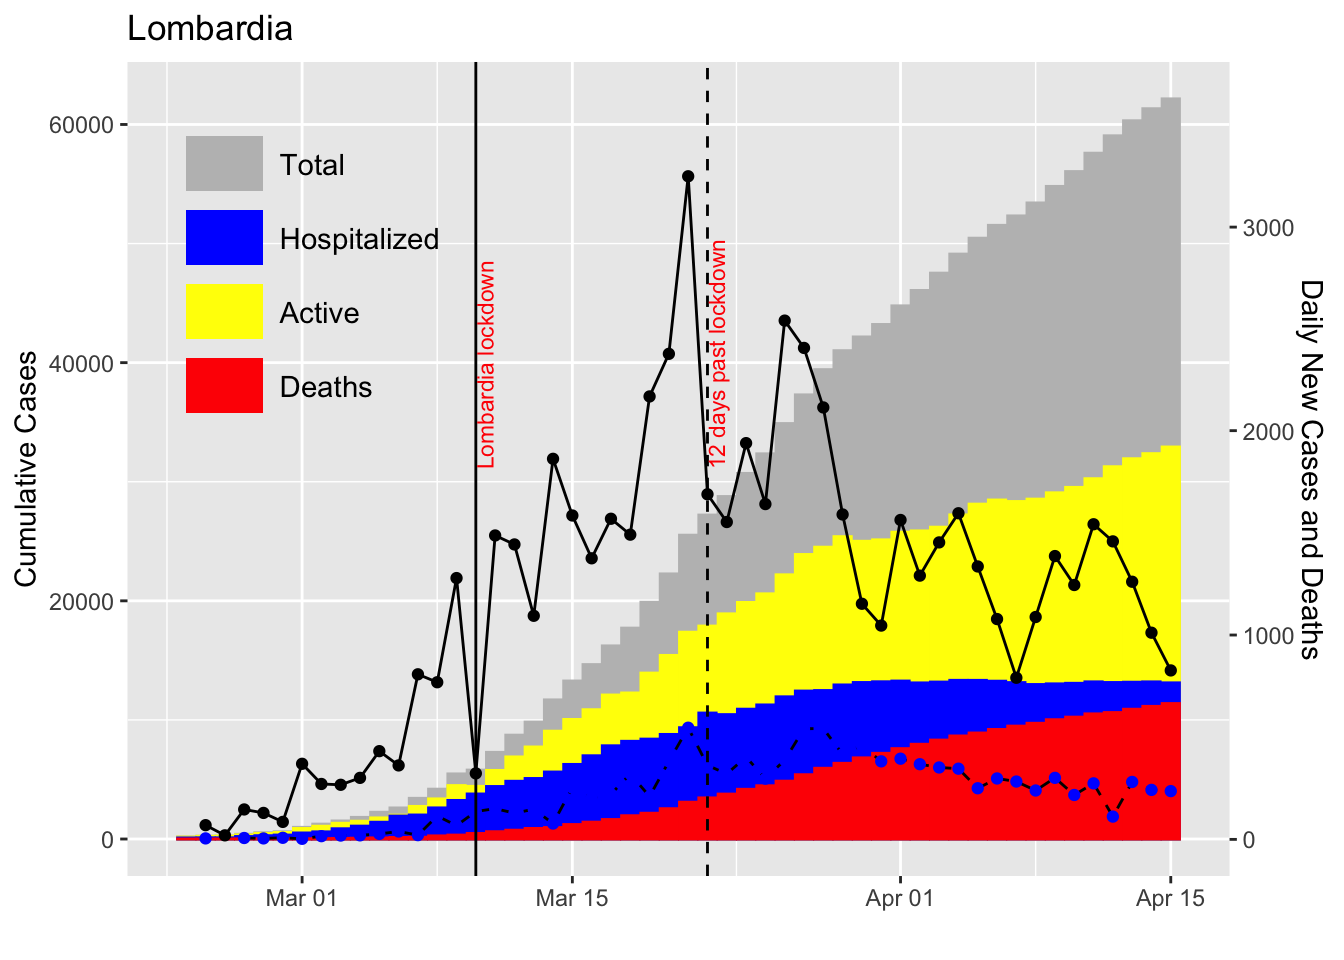 Lombardia
Cumulative Cases
60000
40000
20000
0
Total
Hospitalized
Active
Deaths
Lombardia lockdown
12 days past lockdown
3000
2000
1000
0
Daily New Cases and Deaths
Mar 01
Mar 15
Apr 01
Apr 15